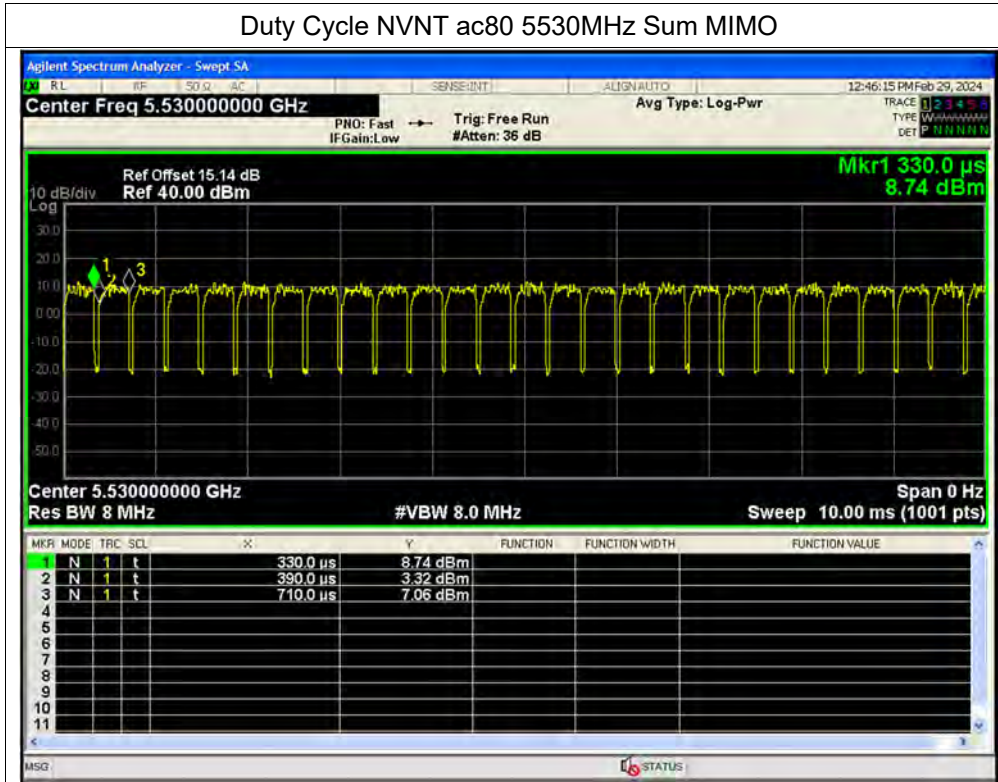 Duty Cycle NVNT ac80 5530MHz Sum MIMO
Agilent Spectrum Analyzer - Swept SA
RL RF 50 Ω AC SENSE:INT ALIGN AUTO 12:46:15 PM Feb 29, 2024
Center Freq 5.530000000 GHz Avg Type: Log-Pwr TRACE 1 2 3 4 5 6
PNO: Fast Trig: Free Run TYPE
IFGain:Low #Atten: 36 dB DET P N N N N N
Mkr1 330.0 µs
Ref Offset 15.14 dB
10 dB/div Ref 40.00 dBm 8.74 dBm
Log
30.0
20.0
1 2 3
10.0
0.00
-10.0
-20.0
-30.0
-40.0
-50.0
Center 5.530000000 GHz Span 0 Hz
Res BW 8 MHz #VBW 8.0 MHz Sweep 10.00 ms (1001 pts)
MKR MODE TRC SCL X Y FUNCTION FUNCTION WIDTH FUNCTION VALUE
1 N 1 t 330.0 µs 8.74 dBm
2 N 1 t 390.0 µs 3.32 dBm
3 N 1 t 710.0 µs 7.06 dBm
4
5
6
7
8
9
10
11
MSG STATUS